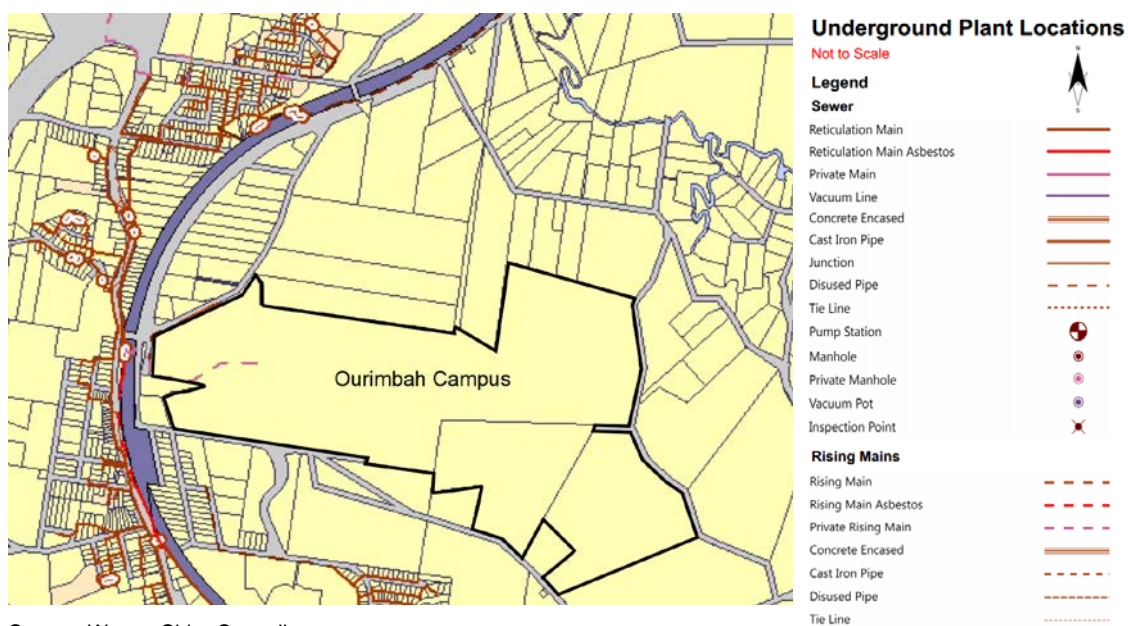 Underground Plant Locations
Not to Scale
N
S
Legend
Sewer
Reticulation Main
Reticulation Main Asbestos
Private Main
Vacuum Line
Concrete Encased
Cast Iron Pipe
Junction
Disused Pipe
Tie Line
Pump Station
Manhole
Private Manhole
Vacuum Pot
Inspection Point
Rising Mains
Rising Main
Rising Main Asbestos
Private Rising Main
Concrete Encased
Cast Iron Pipe
Disused Pipe
Tie Line
Ourimbah Campus